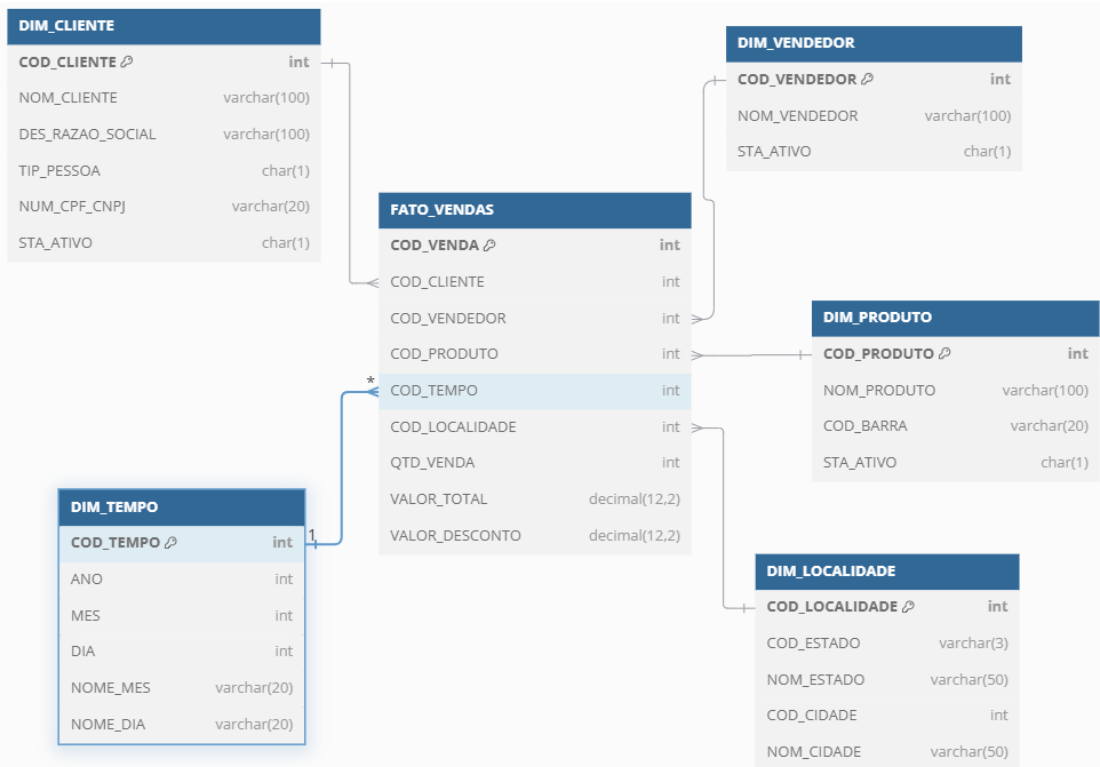 DIM_CLIENTE
COD_CLIENTE int
NOM_CLIENTE varchar(100)
DES_RAZAO_SOCIAL varchar(100)
TIP_PESSOA char(1)
NUM_CPF_CNPJ varchar(20)
STA_ATIVO char(1)
DIM_VENDEDOR
COD_VENDEDOR int
NOM_VENDEDOR varchar(100)
STA_ATIVO char(1)
FATO_VENDAS
COD_VENDA int
COD_CLIENTE int
COD_VENDEDOR int
COD_PRODUTO int
* COD_TEMPO int
COD_LOCALIDADE int
QTD_VENDA int
VALOR_TOTAL decimal(12,2)
VALOR_DESCONTO decimal(12,2)
DIM_PRODUTO
COD_PRODUTO int
NOM_PRODUTO varchar(100)
COD_BARRA varchar(20)
STA_ATIVO char(1)
DIM_TEMPO
COD_TEMPO int 1
ANO int
MES int
DIA int
NOME_MES varchar(20)
NOME_DIA varchar(20)
DIM_LOCALIDADE
COD_LOCALIDADE int
COD_ESTADO varchar(3)
NOM_ESTADO varchar(50)
COD_CIDADE int
NOM_CIDADE varchar(50)